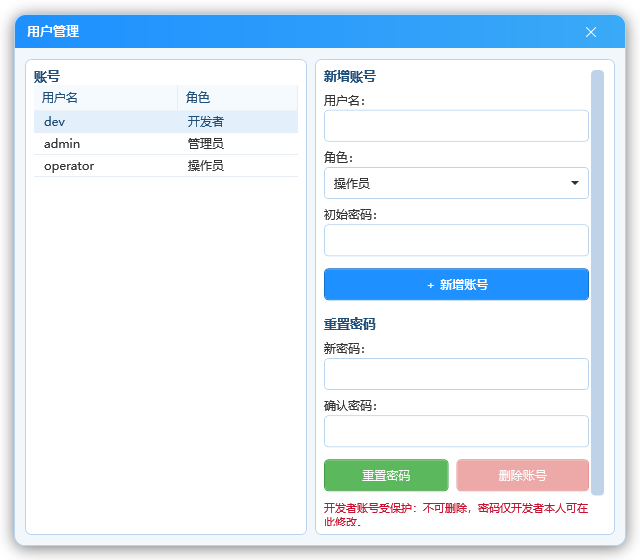 用户管理
账号
用户名 角色
dev 开发者
admin 管理员
operator 操作员
新增账号
用户名：
角色：
操作员
初始密码：
+ 新增账号
重置密码
新密码：
确认密码：
重置密码 删除账号
开发者账号受保护：不可删除，密码仅开发者本人可在
此修改。